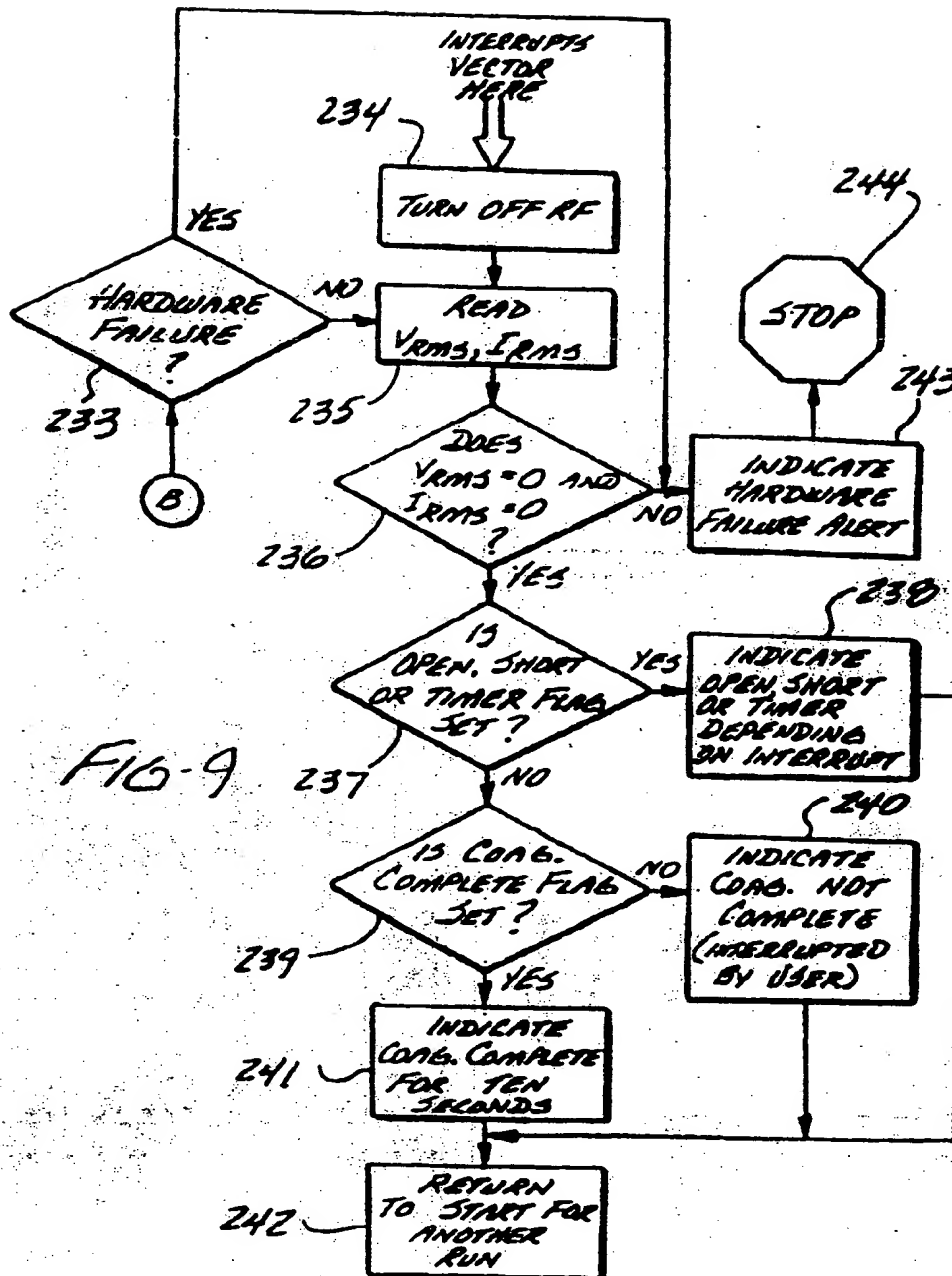 INTERRUPTS
VECTOR
HERE
234
TURN OFF RF
244
STOP
YES
HARDWARE
FAILURE
?
NO
233
B
READ
VRMS, IRMS
235
243
INDICATE
HARDWARE
FAILURE ALERT
DOES
VRMS=0 AND
IRMS=0
?
NO
236
YES
238
IS
OPEN, SHORT
OR TIMER FLAG
SET?
YES
INDICATE
OPEN, SHORT
OR TIMER
DEPENDING
ON INTERRUPT
FIG-9
237
NO
240
IS COAG.
COMPLETE FLAG
SET?
NO
INDICATE
COAG. NOT
COMPLETE
(INTERRUPTED
BY USER)
239
YES
241
INDICATE
COAG. COMPLETE
FOR TEN
SECONDS
242
RETURN
TO START FOR
ANOTHER
RUN